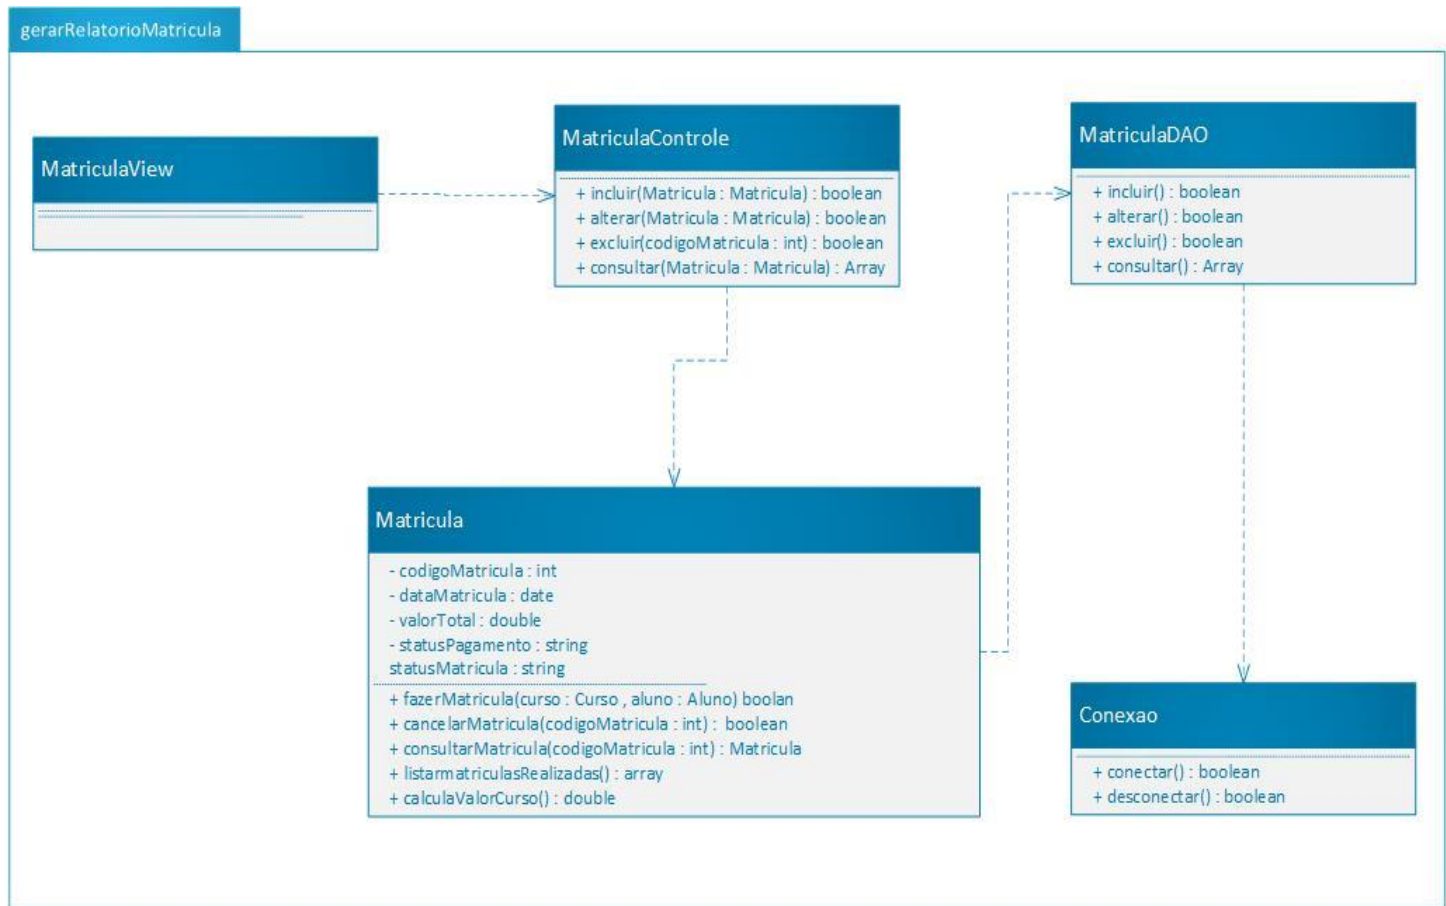 gerarRelatorioMatricula
MatriculaView
MatriculaControle
+ incluir(Matricula : Matricula) : boolean
+ alterar(Matricula : Matricula) : boolean
+ excluir(codigoMatricula : int) : boolean
+ consultar(Matricula : Matricula) : Array
MatriculaDAO
+ incluir() : boolean
+ alterar() : boolean
+ excluir() : boolean
+ consultar() : Array
Matricula
- codigoMatricula : int
- dataMatricula : date
- valorTotal : double
- statusPagamento : string
statusMatricula : string
+ fazerMatricula(curso : Curso , aluno : Aluno) boolan
+ cancelarMatricula(codigoMatricula : int) : boolean
+ consultarMatricula(codigoMatricula : int) : Matricula
+ listarmatriculasRealizadas() : array
+ calculaValorCurso() : double
Conexao
+ conectar() : boolean
+ desconectar() : boolean